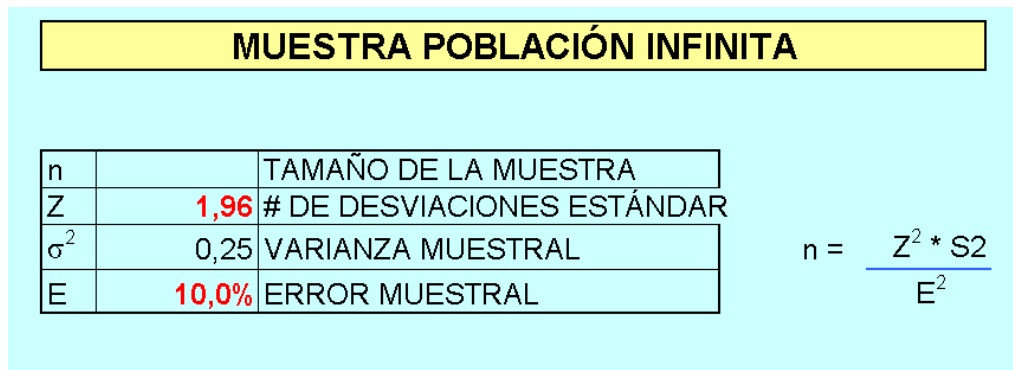 MUESTRA POBLACIÓN INFINITA
n TAMAÑO DE LA MUESTRA
Z 1,96 # DE DESVIACIONES ESTÁNDAR
σ² 0,25 VARIANZA MUESTRAL
E 10,0% ERROR MUESTRAL
n = Z² * S2
E²